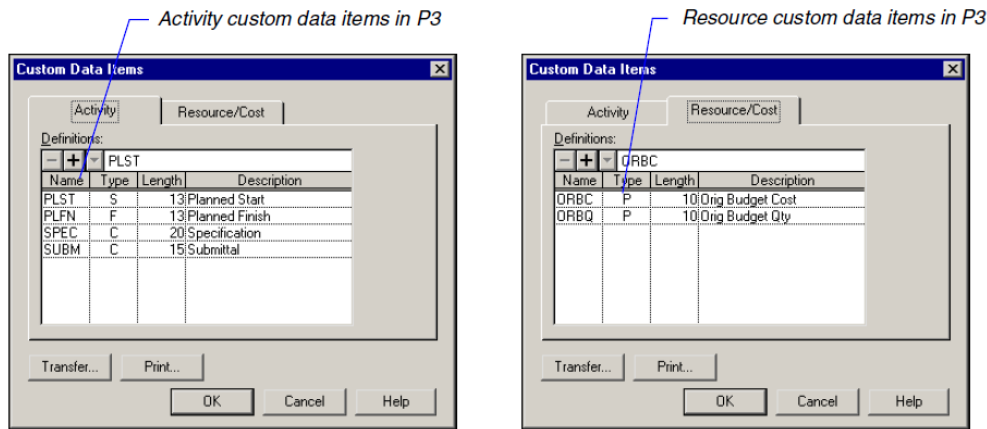 Activity custom data items in P3
Resource custom data items in P3
Custom Data Items
Activity
Resource/Cost
Definitions:
PLST
Name Type Length Description
PLST S 13 Planned Start
PLFN F 13 Planned Finish
SPEC C 20 Specification
SUBM C 15 Submittal
Transfer... Print...
OK Cancel Help
Custom Data Items
Activity
Resource/Cost
Definitions:
ORBC
Name Type Length Description
ORBC P 10 Orig Budget Cost
ORBQ P 10 Orig Budget Qty
Transfer... Print...
OK Cancel Help